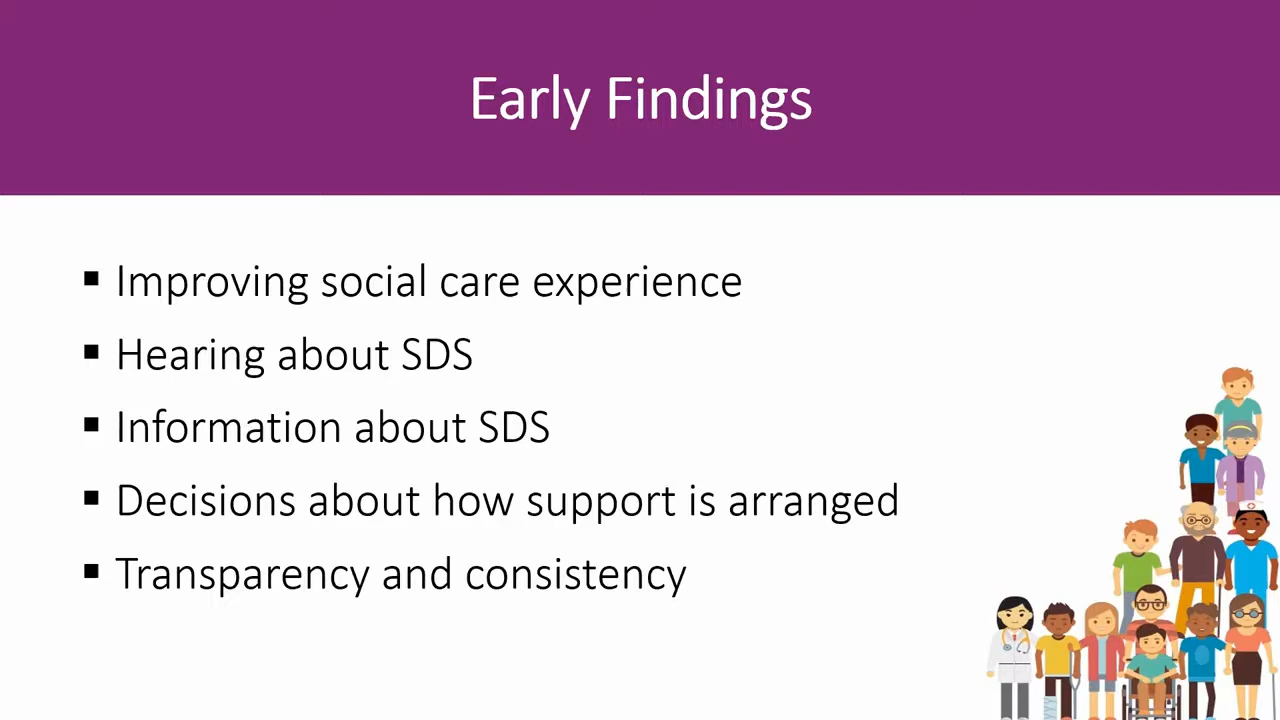 Early Findings
▪ Improving social care experience
▪ Hearing about SDS
▪ Information about SDS
▪ Decisions about how support is arranged
▪ Transparency and consistency